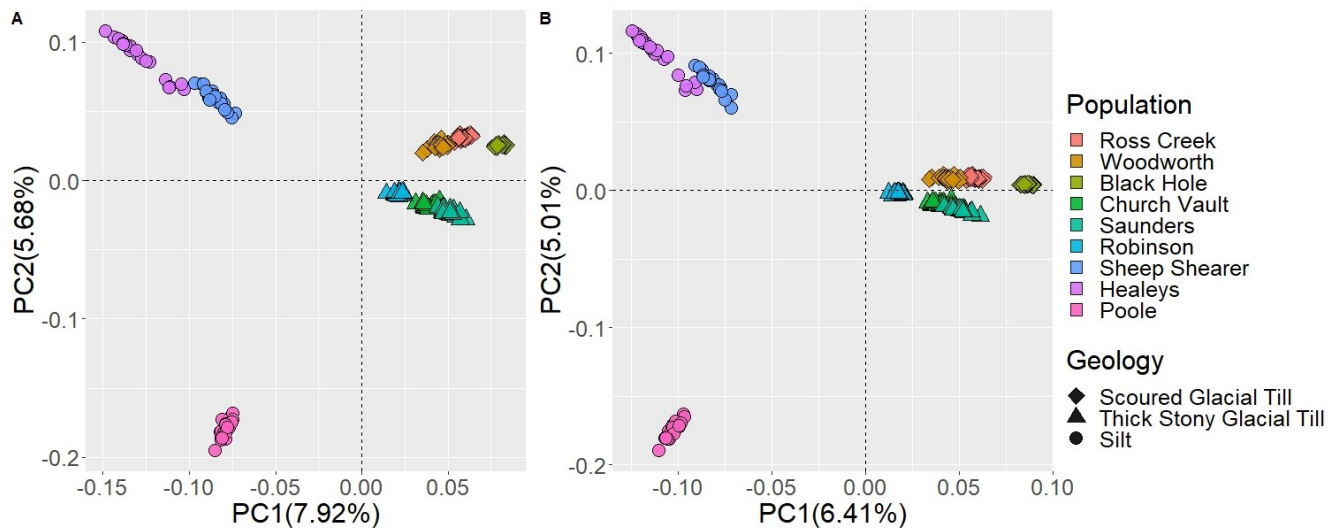 A
0.1
0.0
-0.1
-0.2
PC2(5.68%)
-0.15
-0.10
-0.05
0.00
0.05
PC1(7.92%)
B
0.1
0.0
-0.1
-0.2
PC2(5.01%)
-0.10
-0.05
0.00
0.05
0.10
PC1(6.41%)
Population
Ross Creek
Woodworth
Black Hole
Church Vault
Saunders
Robinson
Sheep Shearer
Healeys
Poole
Geology
Scoured Glacial Till
Thick Stony Glacial Till
Silt